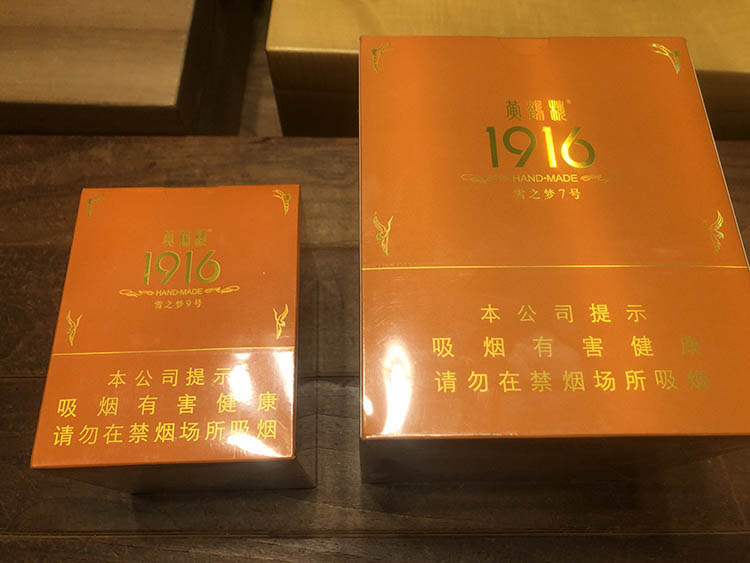 黄鹤楼
1916
HAND-MADE
雪之梦9号
本公司提示
吸烟有害健康
请勿在禁烟场所吸烟
黄鹤楼®
1916
HAND-MADE
雪之梦7号
本公司提示
吸烟有害健康
请勿在禁烟场所吸烟